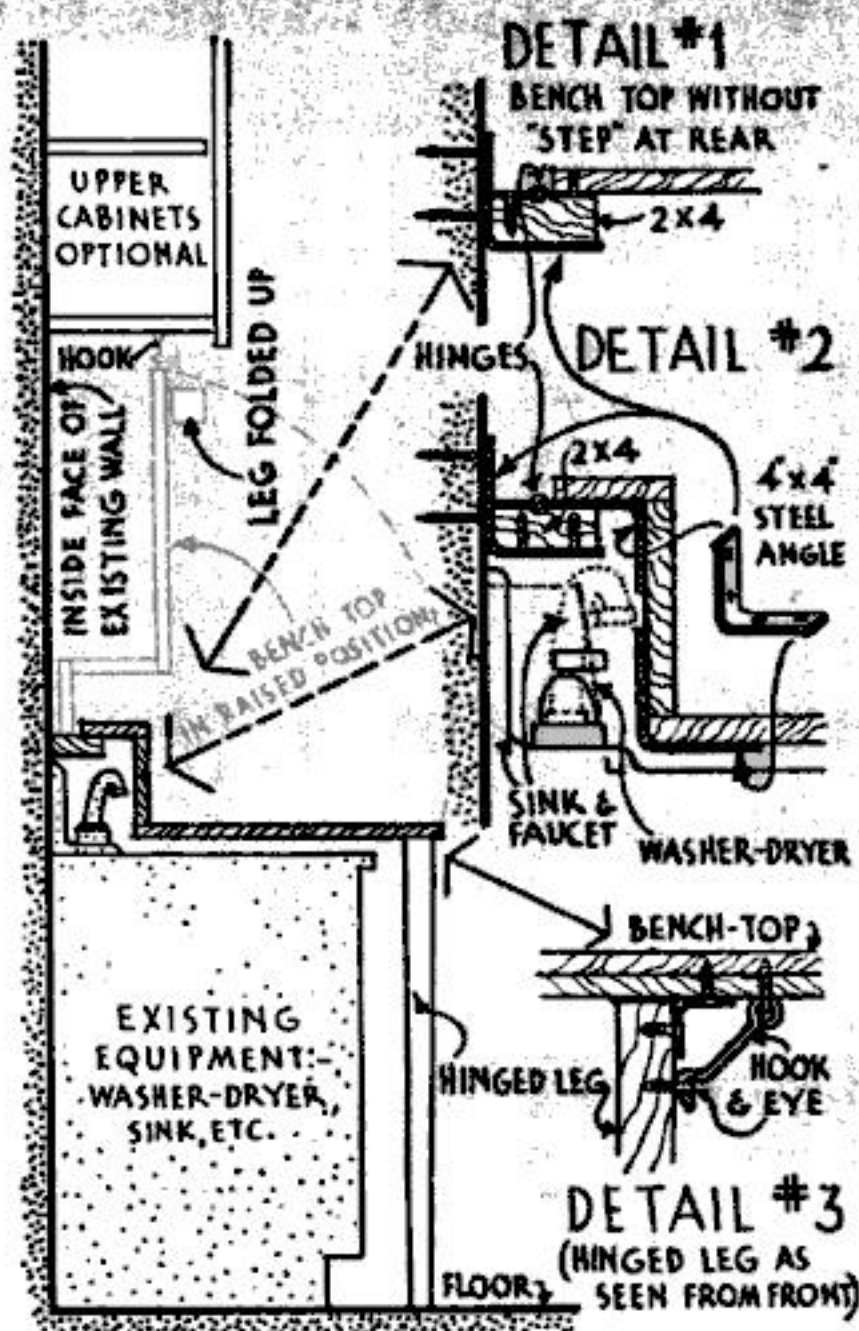 DETAIL #1
BENCH TOP WITHOUT
"STEP" AT REAR
2X4
UPPER
CABINETS
OPTIONAL
HOOK
LEG FOLDED UP
INSIDE FACE OF
EXISTING WALL
BENCH TOP
IN RAISED POSITION
HINGES
DETAIL #2
2X4
4"x4"
STEEL
ANGLE
SINK &
FAUCET
WASHER-DRYER
BENCH-TOP
EXISTING
EQUIPMENT:-
WASHER-DRYER,
SINK, ETC.
HINGED LEG
HOOK
& EYE
DETAIL #3
(HINGED LEG AS
SEEN FROM FRONT)
FLOOR